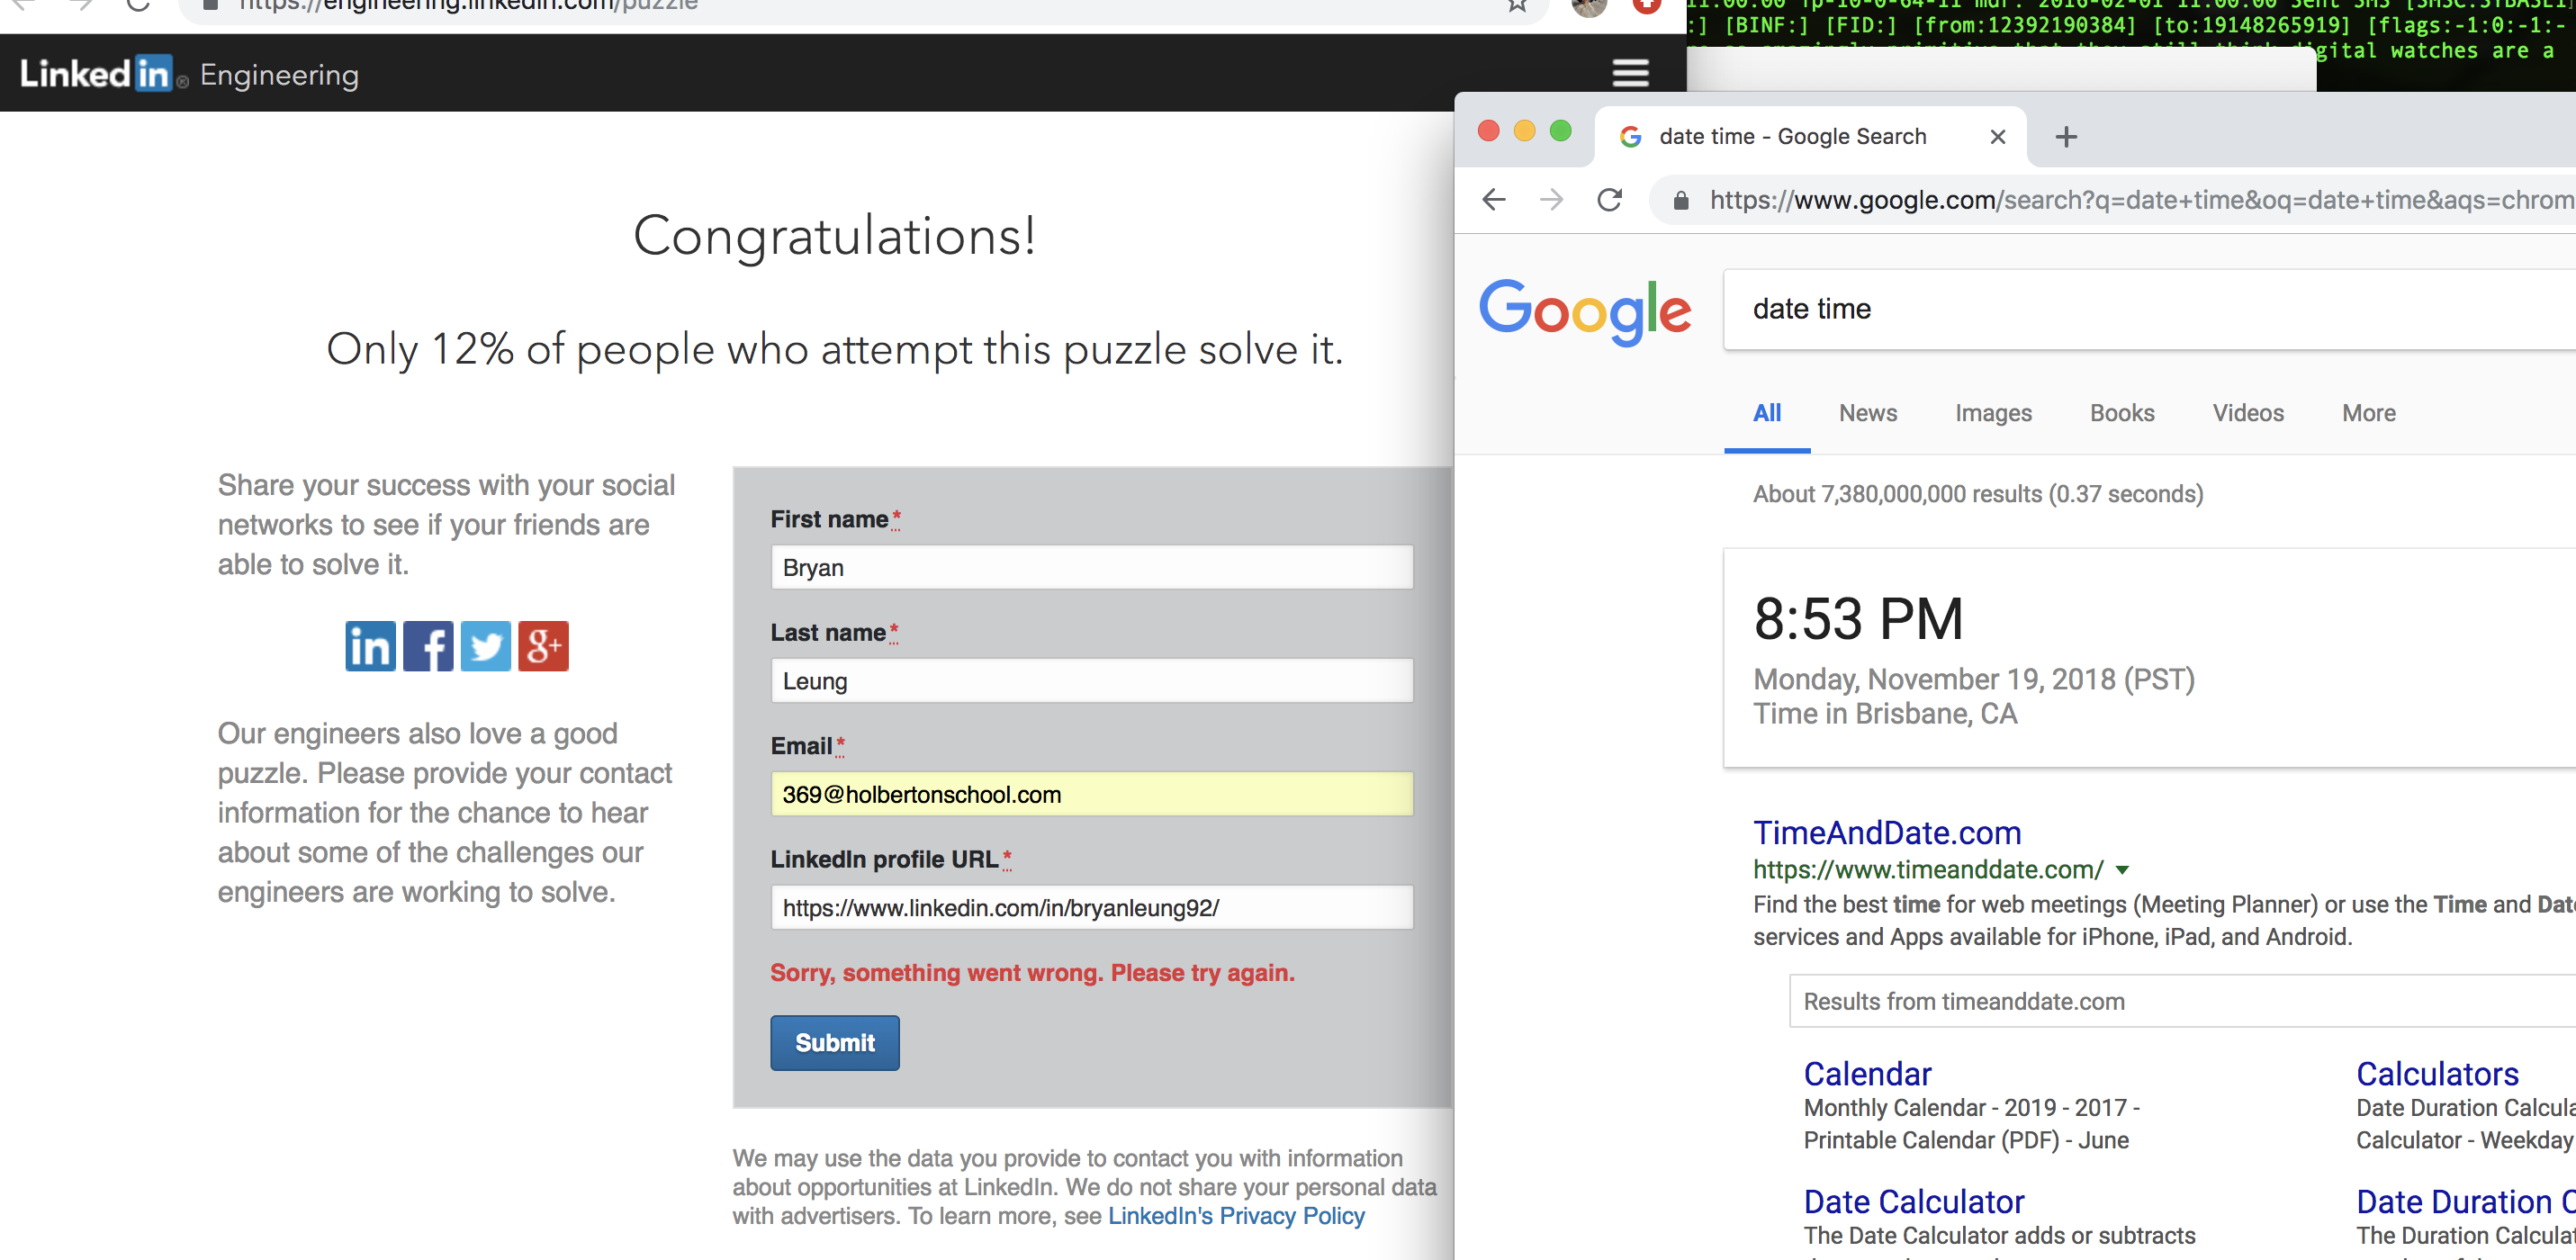 https://engineering.linkedin.com/puzzle
Linked in ® Engineering
Congratulations!
Only 12% of people who attempt this puzzle solve it.
Share your success with your social
networks to see if your friends are
able to solve it.
in f g+
Our engineers also love a good
puzzle. Please provide your contact
information for the chance to hear
about some of the challenges our
engineers are working to solve.
First name*
Bryan
Last name*
Leung
Email*
369@holbertonschool.com
LinkedIn profile URL*
https://www.linkedin.com/in/bryanleung92/
Sorry, something went wrong. Please try again.
Submit
We may use the data you provide to contact you with information
about opportunities at LinkedIn. We do not share your personal data
with advertisers. To learn more, see LinkedIn's Privacy Policy
:] [BINF:] [FID:] [from:12392190384] [to:19148265919] [flags:-1:0:-1:-
digital watches are a
date time - Google Search
https://www.google.com/search?q=date+time&oq=date+time&aqs=chrom
Google
date time
All News Images Books Videos More
About 7,380,000,000 results (0.37 seconds)
8:53 PM
Monday, November 19, 2018 (PST)
Time in Brisbane, CA
TimeAndDate.com
https://www.timeanddate.com/
Find the best time for web meetings (Meeting Planner) or use the Time and Dat
services and Apps available for iPhone, iPad, and Android.
Results from timeanddate.com
Calendar
Monthly Calendar - 2019 - 2017 -
Printable Calendar (PDF) - June
Calculators
Date Duration Calcula
Calculator - Weekday
Date Calculator
The Date Calculator adds or subtracts
Date Duration C
The Duration Calculat